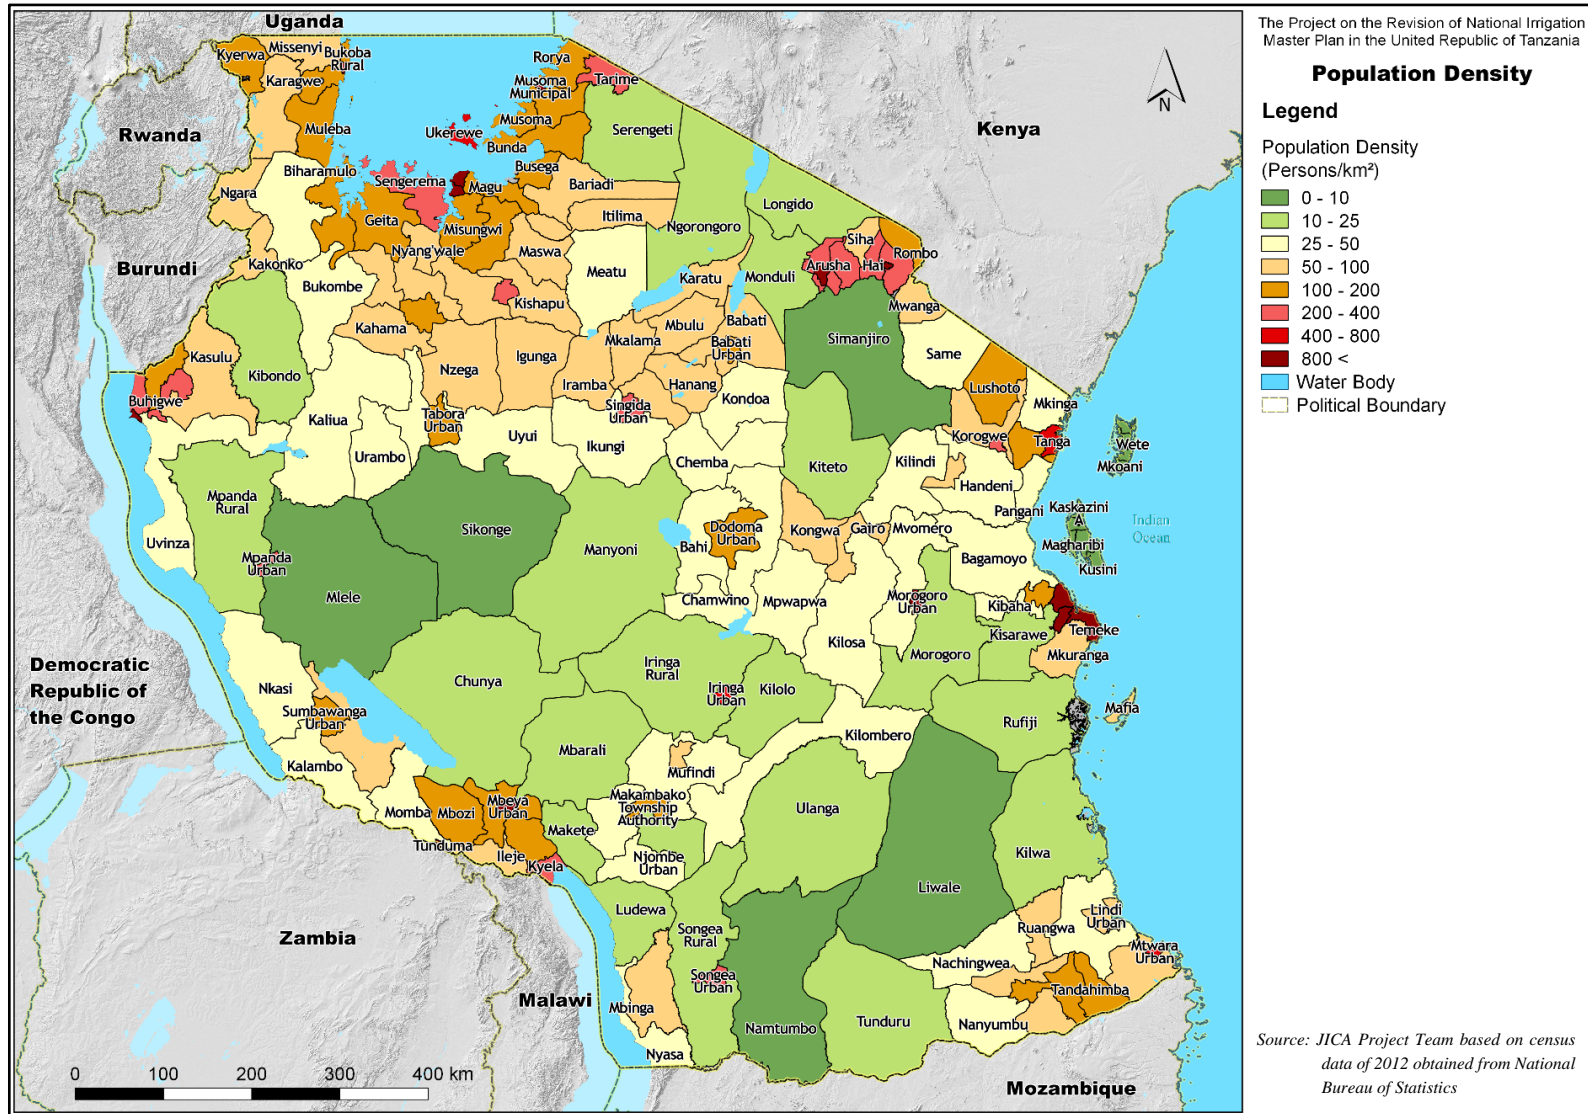 The Project on the Revision of National Irrigation
Master Plan in the United Republic of Tanzania
Population Density
Legend
Population Density
(Persons/km²)
0 - 10
10 - 25
25 - 50
50 - 100
100 - 200
200 - 400
400 - 800
800 <
Water Body
Political Boundary
Uganda
Rwanda
Burundi
Kenya
Democratic
Republic of
the Congo
Zambia
Malawi
Mozambique
Indian
Ocean
N
Kyerwa
Missenyi
Bukoba
Rural
Karagwe
Muleba
Rorya
Tarime
Musoma
Municipal
Musoma
Serengeti
Ukerewe
Bunda
Busega
Biharamulo
Sengerema
Magu
Bariadi
Ngara
Geita
Misungwi
Itilima
Longido
Ngorongoro
Nyang'wale
Maswa
Siha
Rombo
Arusha
Hai
Kakonko
Bukombe
Meatu
Karatu
Monduli
Kishapu
Mwanga
Kahama
Mbulu
Babati
Mkalama
Babati
Urban
Simanjiro
Same
Kasulu
Kibondo
Nzega
Igunga
Iramba
Hanang
Lushoto
Buhigwe
Kondoa
Mkinga
Kaliua
Tabora
Urban
Singida
Urban
Uyui
Ikungi
Korogwe
Tanga
Wete
Mkoani
Urambo
Chemba
Kiteto
Kilindi
Handeni
Mpanda
Rural
Sikonge
Pangani
Kaskazini
A
Uvinza
Dodoma
Urban
Kongwa
Gairo
Mvomero
Manyoni
Bahi
Magharibi
Bagamoyo
Kusini
Mpanda
Urban
Mlele
Chamwino
Mpwapwa
Morogoro
Urban
Kibaha
Kisarawe
Temeke
Kilosa
Morogoro
Mkuranga
Nkasi
Chunya
Iringa
Rural
Iringa
Urban
Kilolo
Sumbawanga
Urban
Mafia
Rufiji
Kilombero
Mbarali
Kalambo
Mufindi
Momba
Mbozi
Mbeya
Urban
Makambako
Township
Authority
Ulanga
Makete
Tunduma
Ileje
Kyela
Njombe
Urban
Kilwa
Liwale
Ludewa
Songea
Rural
Lindi
Urban
Ruangwa
Mtwara
Urban
Nachingwea
Songea
Urban
Tandahimba
Mbinga
Namtumbo
Tunduru
Nanyumbu
Nyasa
0 100 200 300 400 km
Source: JICA Project Team based on census
data of 2012 obtained from National
Bureau of Statistics